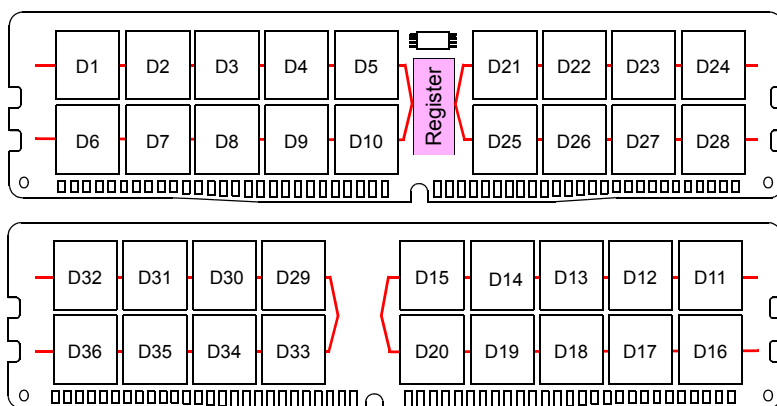 D1 D2 D3 D4 D5 D21 D22 D23 D24
Register
D6 D7 D8 D9 D10 D25 D26 D27 D28
D32 D31 D30 D29 D15 D14 D13 D12 D11
D36 D35 D34 D33 D20 D19 D18 D17 D16